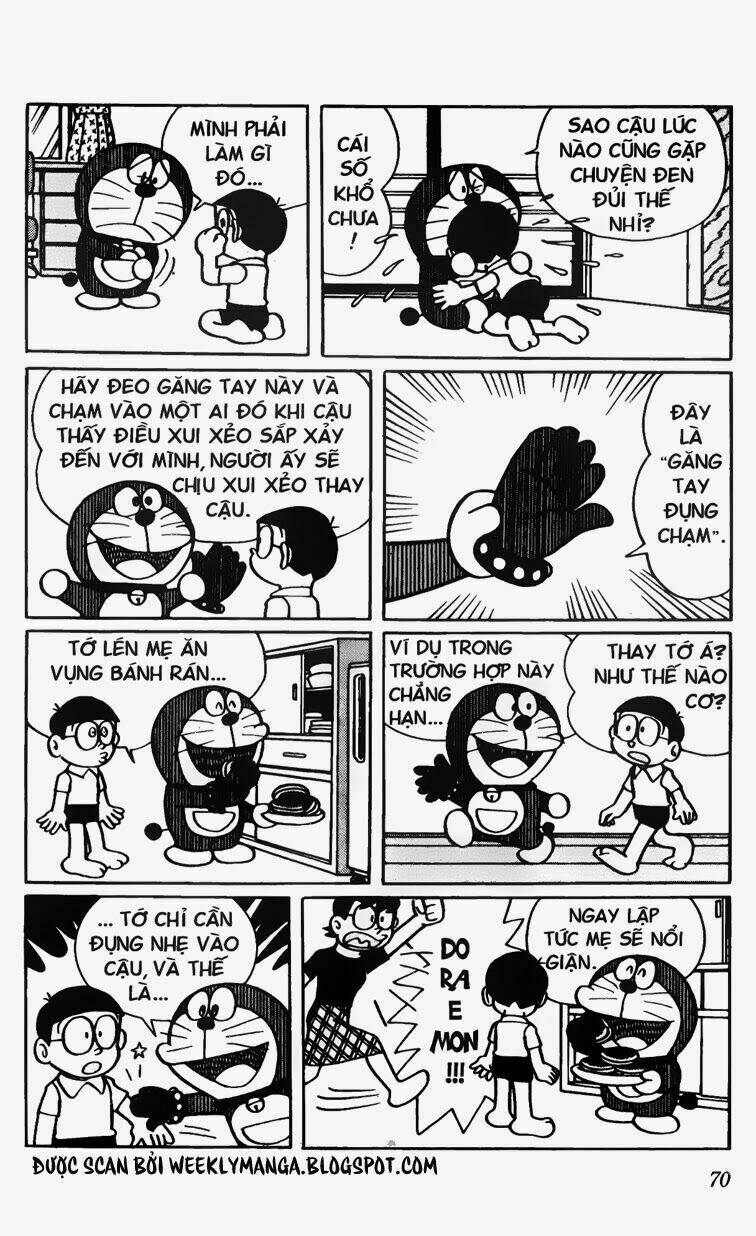 SAO CẬU LÚC
NÀO CŨNG GẶP
CHUYỆN ĐEN
ĐỦI THẾ
NHỈ?
CÁI
SỐ
KHỔ
CHƯA
!
MÌNH PHẢI
LÀM GÌ
ĐÓ...
ĐÂY
LÀ
"GĂNG
TAY
ĐỤNG
CHẠM".
HÃY ĐEO GĂNG TAY NÀY VÀ
CHẠM VÀO MỘT AI ĐÓ KHI CẬU
THẤY ĐIỀU XUI XẺO SẮP XẢY
ĐẾN VỚI MÌNH, NGƯỜI ẤY SẼ
CHỊU XUI XẺO THAY
CẬU.
THAY TỚ Á?
NHƯ THẾ NÀO
CƠ?
VÍ DỤ TRONG
TRƯỜNG HỢP NÀY
CHẲNG
HẠN...
TỚ LÉN MẸ ĂN
VỤNG BÁNH RÁN...
NGAY LẬP
TỨC MẸ SẼ NỔI
GIẬN.
DO
RA
E
MON
!!!
... TỚ CHỈ CẦN
ĐỤNG NHẸ VÀO
CẬU, VÀ THẾ
LÀ...
ĐƯỢC SCAN BỞI WEEKLYMANGA.BLOGSPOT.COM
70